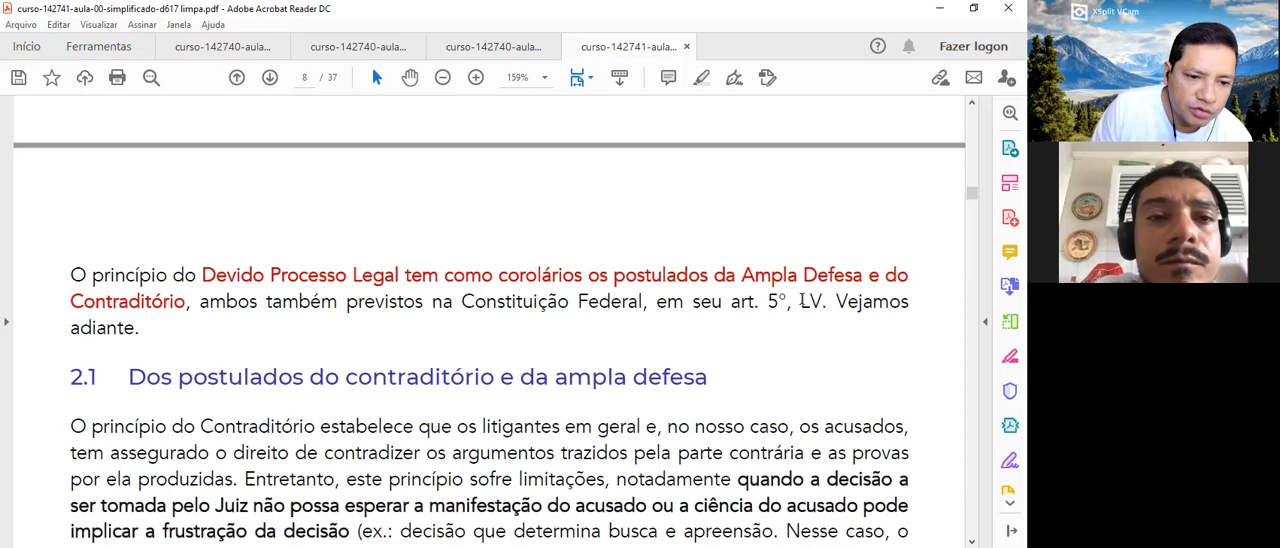 curso-142741-aula-00-simplificado-d617 limpa.pdf - Adobe Acrobat Reader DC
Arquivo Editar Visualizar Assinar Janela Ajuda
Início Ferramentas curso-142740-aula... curso-142740-aula... curso-142740-aula... curso-142741-aula... × Fazer logon
8 / 37 159%
O princípio do Devido Processo Legal tem como corolários os postulados da Ampla Defesa e do
Contraditório, ambos também previstos na Constituição Federal, em seu art. 5°, LV. Vejamos
adiante.
2.1 Dos postulados do contraditório e da ampla defesa
O princípio do Contraditório estabelece que os litigantes em geral e, no nosso caso, os acusados,
tem assegurado o direito de contradizer os argumentos trazidos pela parte contrária e as provas
por ela produzidas. Entretanto, este princípio sofre limitações, notadamente quando a decisão a
ser tomada pelo Juiz não possa esperar a manifestação do acusado ou a ciência do acusado pode
implicar a frustração da decisão (ex.: decisão que determina busca e apreensão. Nesse caso, o
XSplit VCam